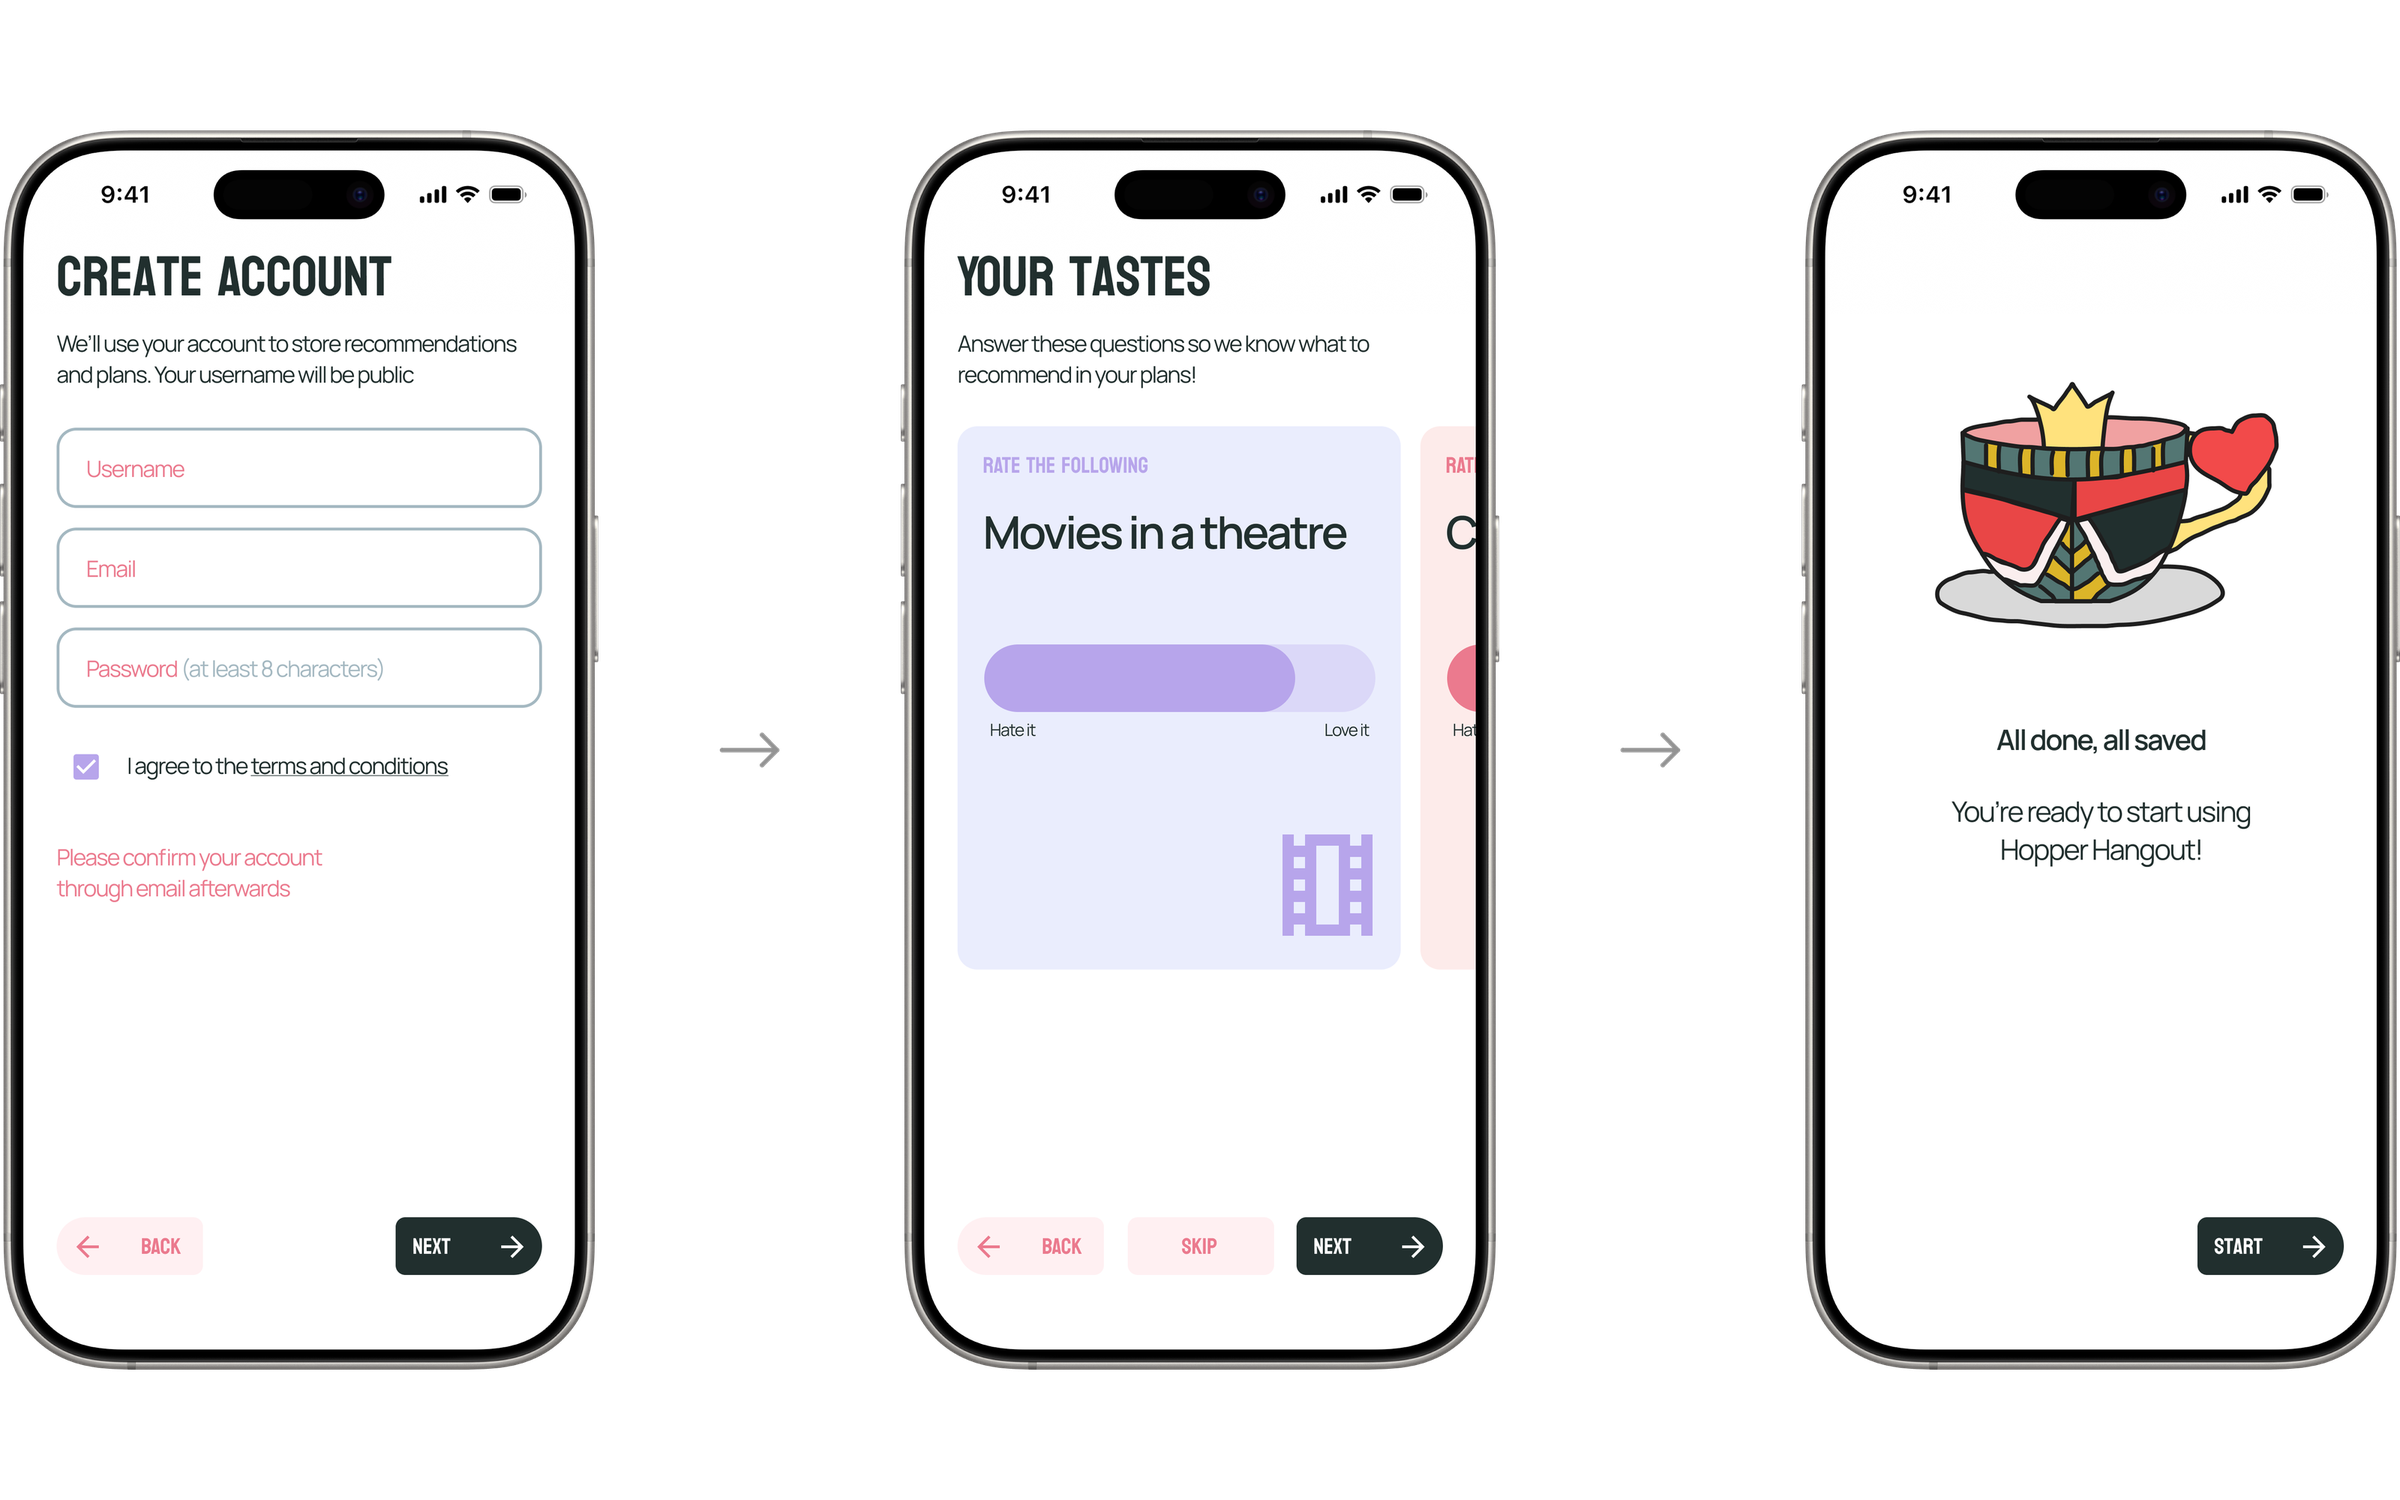 9:41
CREATE ACCOUNT
We'll use your account to store recommendations
and plans. Your username will be public
Username
Email
Password (at least 8 characters)
I agree to the terms and conditions
Please confirm your account
through email afterwards
BACK
NEXT
9:41
YOUR TASTES
Answer these questions so we know what to
recommend in your plans!
RATE THE FOLLOWING
Movies in a theatre
Hate it
Love it
BACK
SKIP
NEXT
9:41
All done, all saved
You're ready to start using
Hopper Hangout!
START